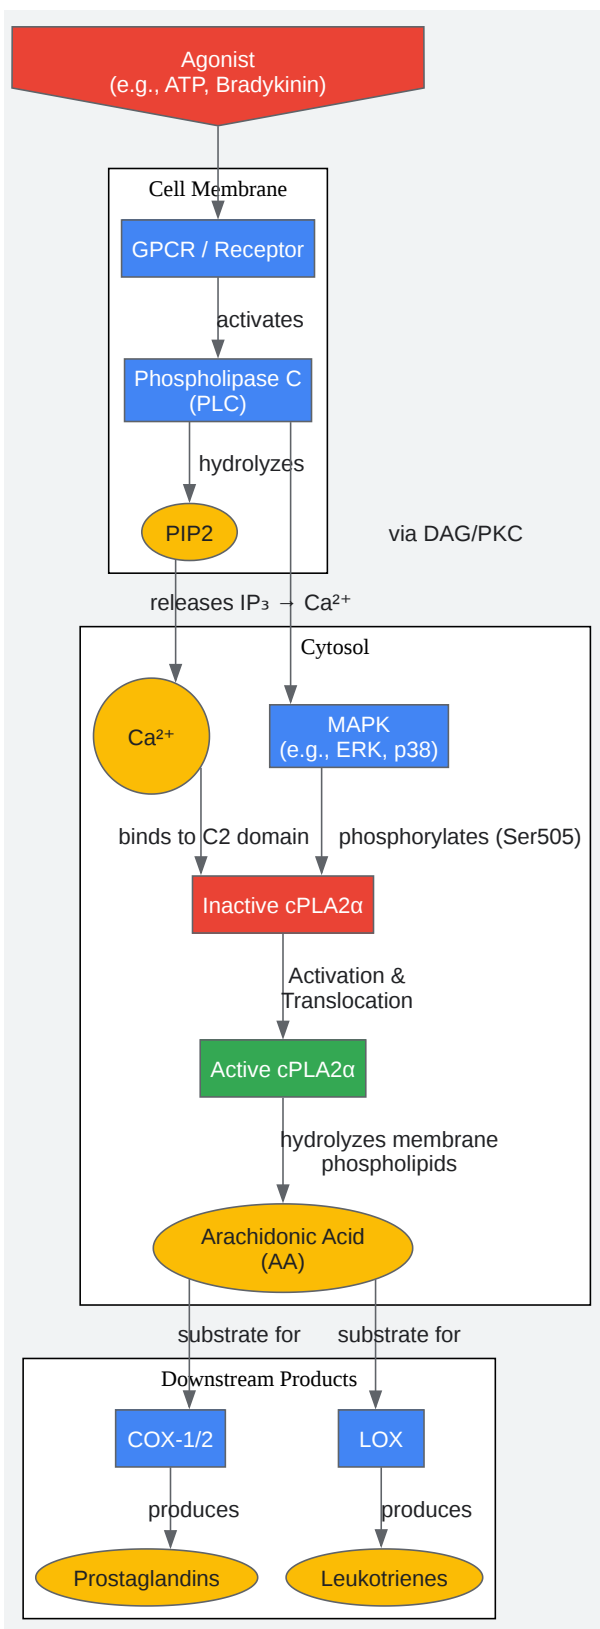 Agonist
(e.g., ATP, Bradykinin)
Cell Membrane
GPCR / Receptor
activates
Phospholipase C
(PLC)
hydrolyzes
PIP2
via DAG/PKC
releases IP₃ → Ca²⁺
Cytosol
Ca²⁺
MAPK
(e.g., ERK, p38)
binds to C2 domain
phosphorylates (Ser505)
Inactive cPLA2α
Activation &
Translocation
Active cPLA2α
hydrolyzes membrane
phospholipids
Arachidonic Acid
(AA)
substrate for
substrate for
Downstream Products
COX-1/2
LOX
produces
produces
Prostaglandins
Leukotrienes